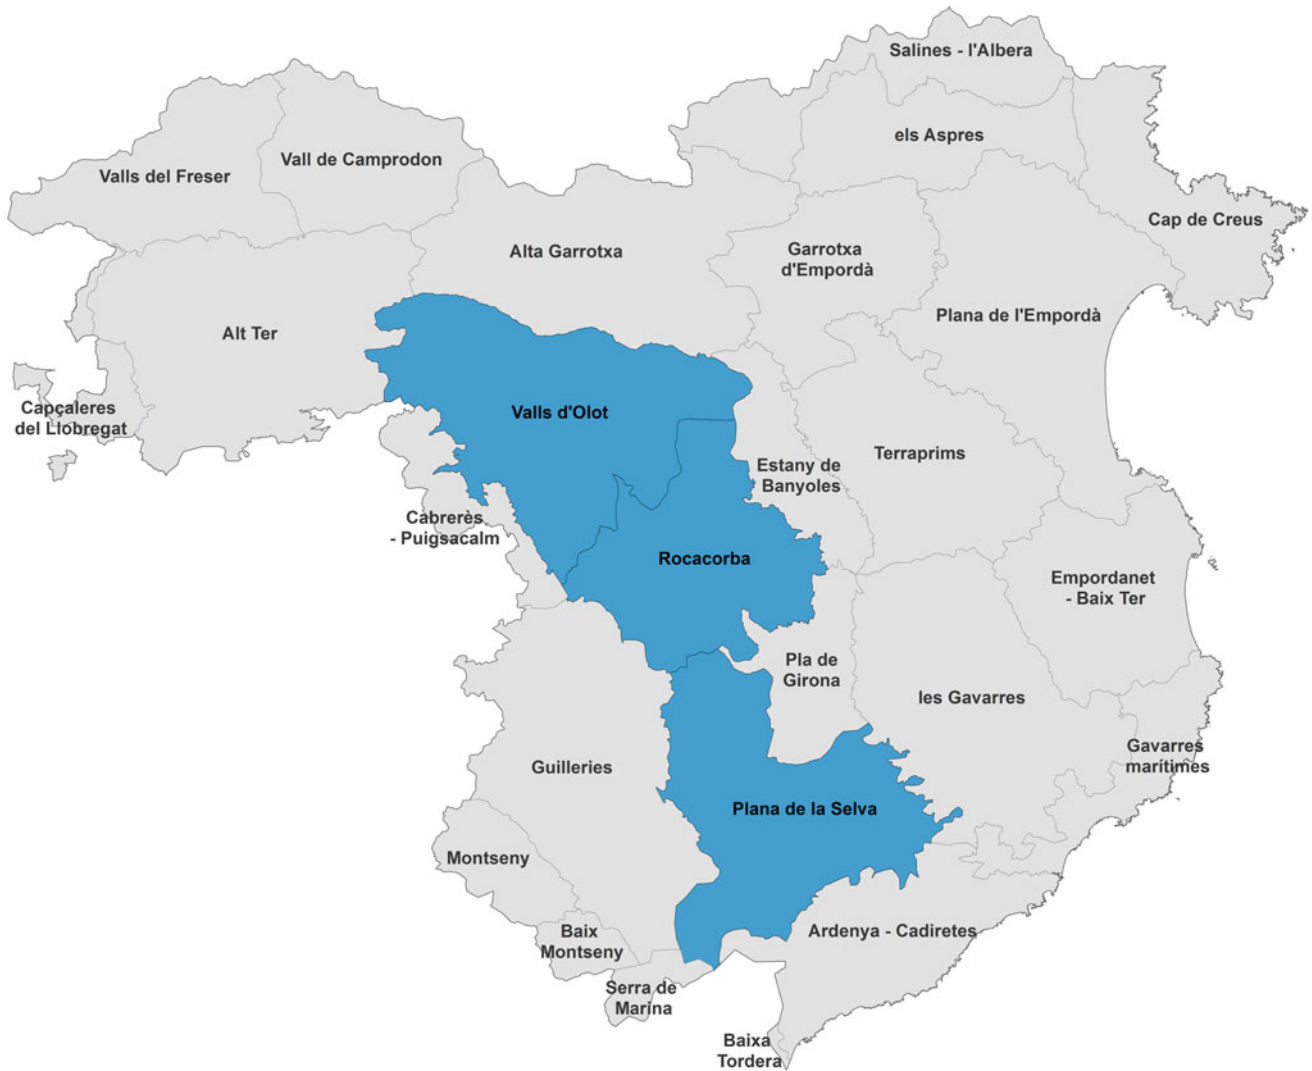 Salines - l'Albera
els Aspres
Vall de Camprodon
Valls del Freser
Cap de Creus
Alta Garrotxa
Garrotxa
d'Empordà
Plana de l'Empordà
Alt Ter
Capçaleres
del Llobregat
Valls d'Olot
Terraprims
Estany de
Banyoles
Cabrerès
- Puigsacalm
Rocacorba
Empordanet
- Baix Ter
Pla de
Girona
les Gavarres
Gavarres
marítimes
Guilleries
Plana de la Selva
Montseny
Baix
Montseny
Ardenya - Cadiretes
Serra de
Marina
Baixa
Tordera